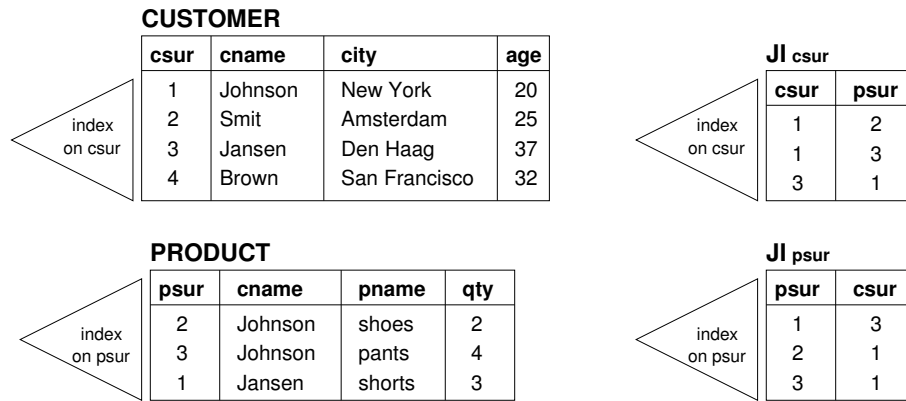 CUSTOMER
csur cname city age
1 Johnson New York 20
2 Smit Amsterdam 25
3 Jansen Den Haag 37
4 Brown San Francisco 32
index
on csur
JI csur
csur psur
1 2
1 3
3 1
index
on csur
PRODUCT
psur cname pname qty
2 Johnson shoes 2
3 Johnson pants 4
1 Jansen shorts 3
index
on psur
JI psur
psur csur
1 3
2 1
3 1
index
on psur